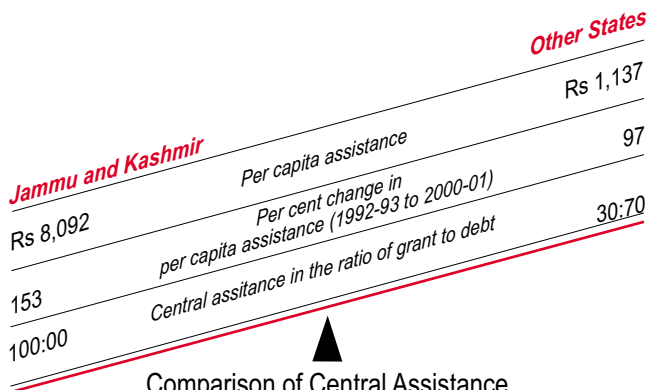 Jammu and Kashmir Other States
Rs 8,092 Per capita assistance Rs 1,137
153 Per cent change in
per capita assistance (1992-93 to 2000-01) 97
100:00 Central assitance in the ratio of grant to debt 30:70
Comparison of Central Assistance